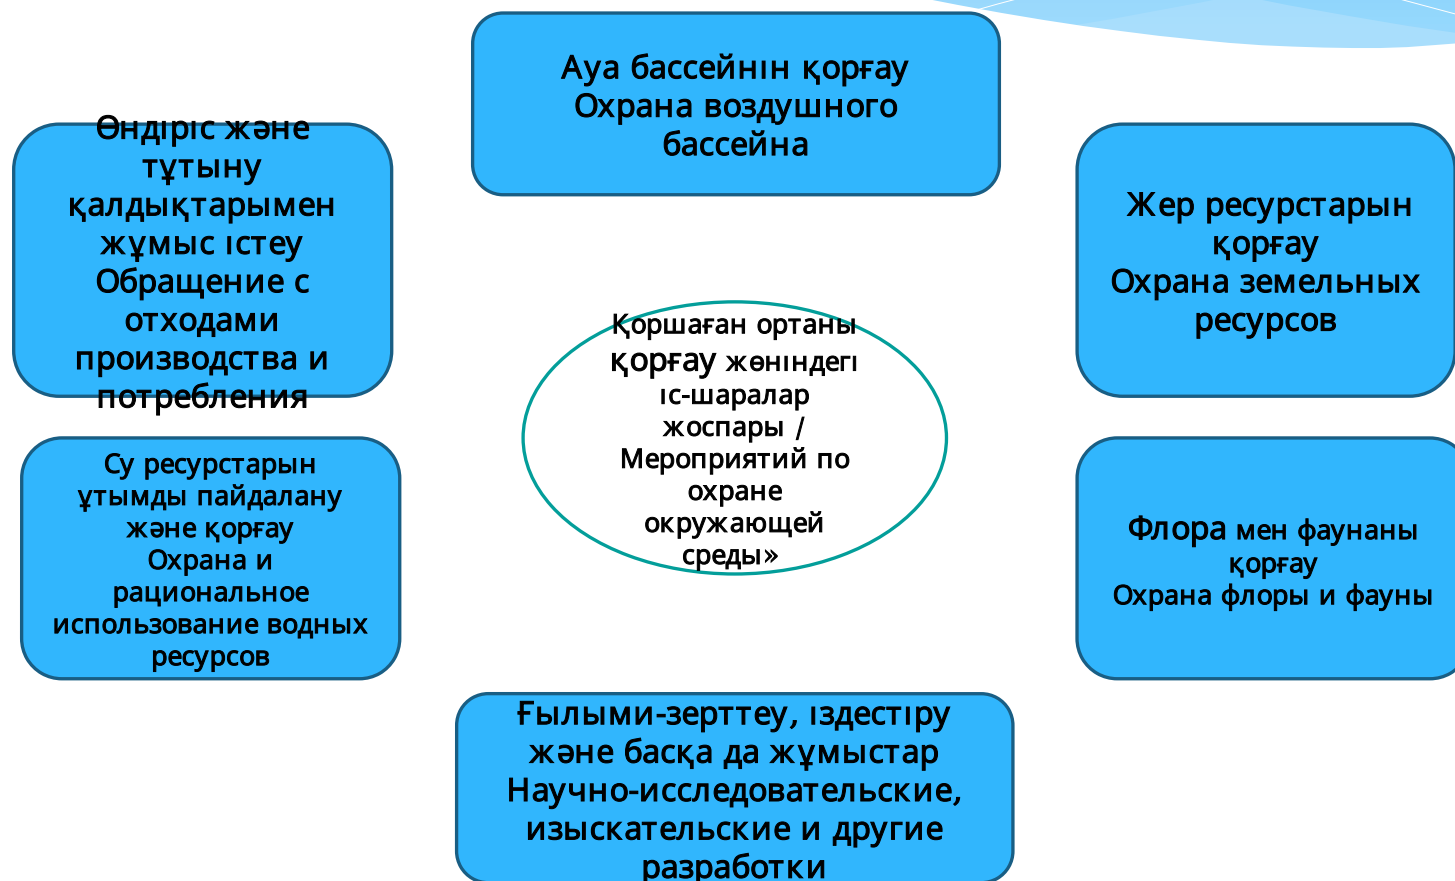 Ауа бассейнін қорғау
Охрана воздушного
бассейна
Өндіріс және
тұтыну
қалдықтарымен
жұмыс істеу
Обращение с
отходами
производства и
потребления
Жер ресурстарын
қорғау
Охрана земельных
ресурсов
Қоршаған ортаны
қорғау жөніндегі
іс-шаралар
жоспары /
Мероприятий по
охране
окружающей
среды»
Су ресурстарын
ұтымды пайдалану
және қорғау
Охрана и
рациональное
использование водных
ресурсов
Флора мен фаунаны
қорғау
Охрана флоры и фауны
Ғылыми-зерттеу, іздестіру
және басқа да жұмыстар
Научно-исследовательские,
изыскательские и другие
разработки